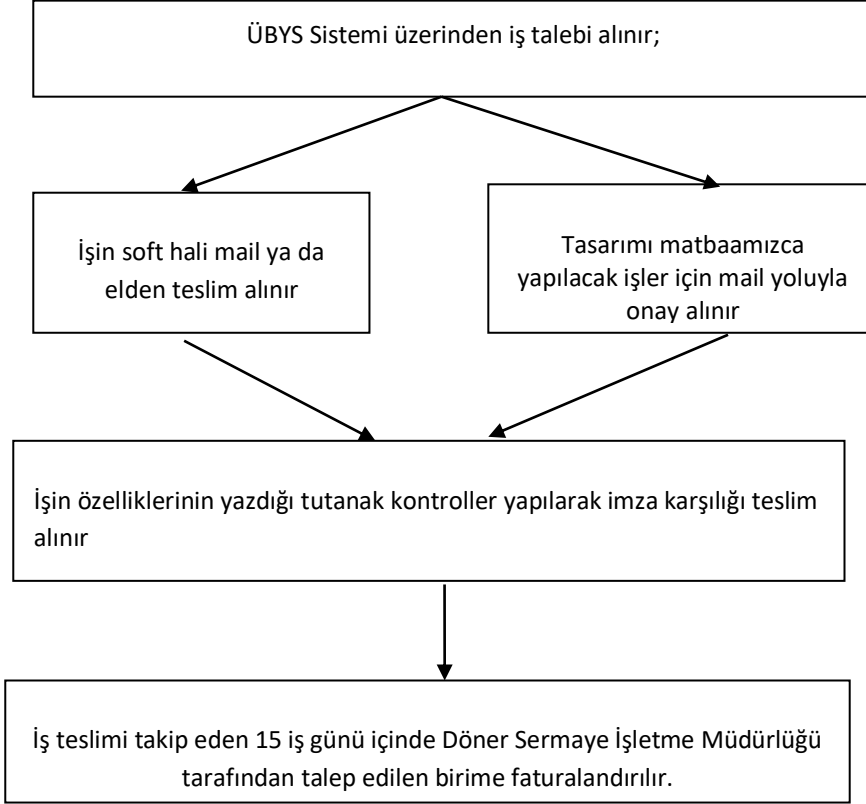 ÜBYS Sistemi üzerinden iş talebi alınır;
İşin soft hali mail ya da
elden teslim alınır
Tasarımı matbaamızca
yapılacak işler için mail yoluyla
onay alınır
İşin özelliklerinin yazdığı tutanak kontroller yapılarak imza karşılığı teslim
alınır
İş teslimi takip eden 15 iş günü içinde Döner Sermaye İşletme Müdürlüğü
tarafından talep edilen birime faturalandırılır.